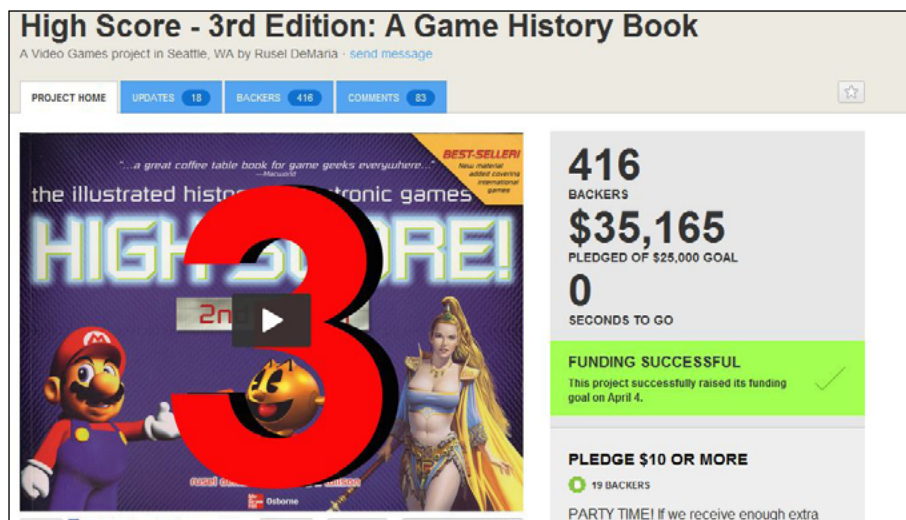 High Score - 3rd Edition: A Game History Book
A Video Games project in Seattle, WA by Rusel DeMaria · send message
PROJECT HOME
UPDATES 18
BACKERS 416
COMMENTS 83
"...a great coffee table book for game geeks everywhere..."
—Macworld
BEST-SELLER!
New material
added covering
international
games
the illustrated
electronic games
HIGH SCORE!
2nd
3
rusel
Osborne
416
BACKERS
$35,165
PLEDGED OF $25,000 GOAL
0
SECONDS TO GO
FUNDING SUCCESSFUL
This project successfully raised its funding
goal on April 4.
PLEDGE $10 OR MORE
19 BACKERS
PARTY TIME! If we receive enough extra